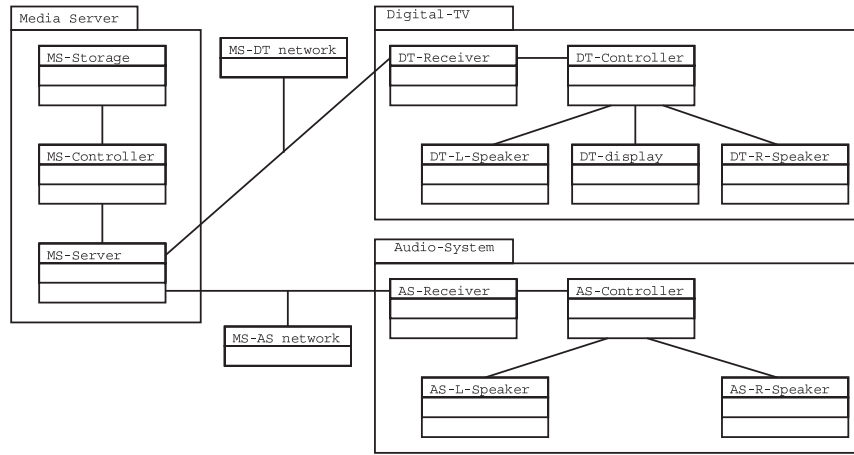 Media Server
MS-Storage
MS-Controller
MS-Server
MS-DT network
MS-AS network
Digital-TV
DT-Receiver
DT-Controller
DT-L-Speaker
DT-display
DT-R-Speaker
Audio-System
AS-Receiver
AS-Controller
AS-L-Speaker
AS-R-Speaker